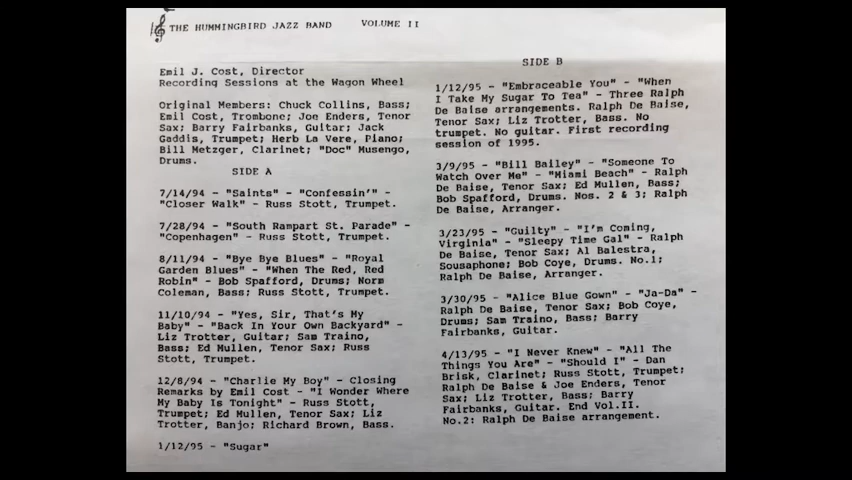 THE HUMMINGBIRD JAZZ BAND VOLUME II
Emil J. Cost, Director
Recording Sessions at the Wagon Wheel
Original Members: Chuck Collins, Bass;
Emil Cost, Trombone; Joe Enders, Tenor
Sax; Barry Fairbanks, Guitar; Jack
Gaddis, Trumpet; Herb La Vere, Piano;
Bill Metzger, Clarinet; "Doc" Musengo,
Drums.
SIDE A
7/14/94 - "Saints" - "Confessin'" -
"Closer Walk" - Russ Stott, Trumpet.
7/28/94 - "South Rampart St. Parade" -
"Copenhagen" - Russ Stott, Trumpet.
8/11/94 - "Bye Bye Blues" - "Royal
Garden Blues" - "When The Red, Red
Robin" - Bob Spafford, Drums; Norm
Coleman, Bass; Russ Stott, Trumpet.
11/10/94 - "Yes, Sir, That's My
Baby" - "Back In Your Own Backyard" -
Liz Trotter, Guitar; Sam Traino,
Bass; Ed Mullen, Tenor Sax; Russ
Stott, Trumpet.
12/8/94 - "Charlie My Boy" - Closing
Remarks by Emil Cost - "I Wonder Where
My Baby Is Tonight" - Russ Stott,
Trumpet; Ed Mullen, Tenor Sax; Liz
Trotter, Banjo; Richard Brown, Bass.
1/12/95 - "Sugar"
SIDE B
1/12/95 - "Embraceable You" - "When
I Take My Sugar To Tea" - Three Ralph
De Baise arrangements. Ralph De Baise,
Tenor Sax; Liz Trotter, Bass. No
trumpet. No guitar. First recording
session of 1995.
3/9/95 - "Bill Bailey" - "Someone To
Watch Over Me" - "Miami Beach" - Ralph
De Baise, Tenor Sax; Ed Mullen, Bass;
Bob Spafford, Drums. Nos. 2 & 3; Ralph
De Baise, Arranger.
3/23/95 - "Guilty" - "I'm Coming,
Virginia" - "Sleepy Time Gal" - Ralph
De Baise, Tenor Sax; Al Balestra,
Sousaphone; Bob Coye, Drums. No.1;
Ralph De Baise, Arranger.
3/30/95 - "Alice Blue Gown" - "Ja-Da" -
Ralph De Baise, Tenor Sax; Bob Coye,
Drums; Sam Traino, Bass; Barry
Fairbanks, Guitar.
4/13/95 - "I Never Knew" - "All The
Things You Are" - "Should I" - Dan
Brisk, Clarinet; Russ Stott, Trumpet;
Ralph De Baise & Joe Enders, Tenor
Sax; Liz Trotter, Bass; Barry
Fairbanks, Guitar. End Vol.II.
No.2: Ralph De Baise arrangement.